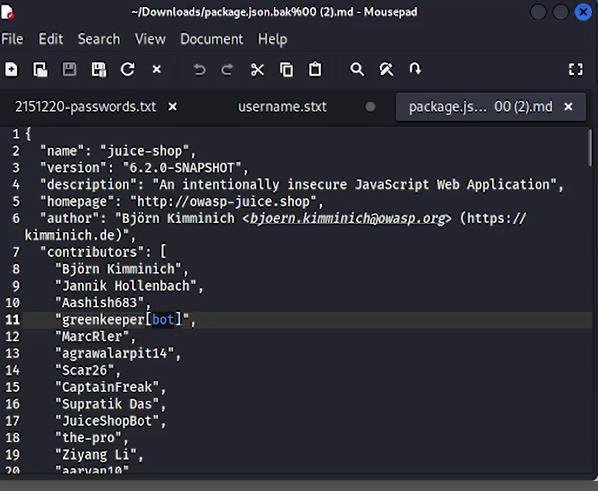 ~/Downloads/package.json.bak%00 (2).md - Mousepad
File Edit Search View Document Help
2151220-passwords.txt username.stxt package.js... 00 (2).md
1 {
2 "name": "juice-shop",
3 "version": "6.2.0-SNAPSHOT",
4 "description": "An intentionally insecure JavaScript Web Application",
5 "homepage": "http://owasp-juice.shop",
6 "author": "Björn Kimminich <bjoern.kimminich@owasp.org> (https://
kimminich.de)",
7 "contributors": [
8 "Björn Kimminich",
9 "Jannik Hollenbach",
10 "Aashish683",
11 "greenkeeper[bot]",
12 "MarcRler",
13 "agrawalarpit14",
14 "Scar26",
15 "CaptainFreak",
16 "Supratik Das",
17 "JuiceShopBot",
18 "the-pro",
19 "Ziyang Li",
20 "aaryan10",